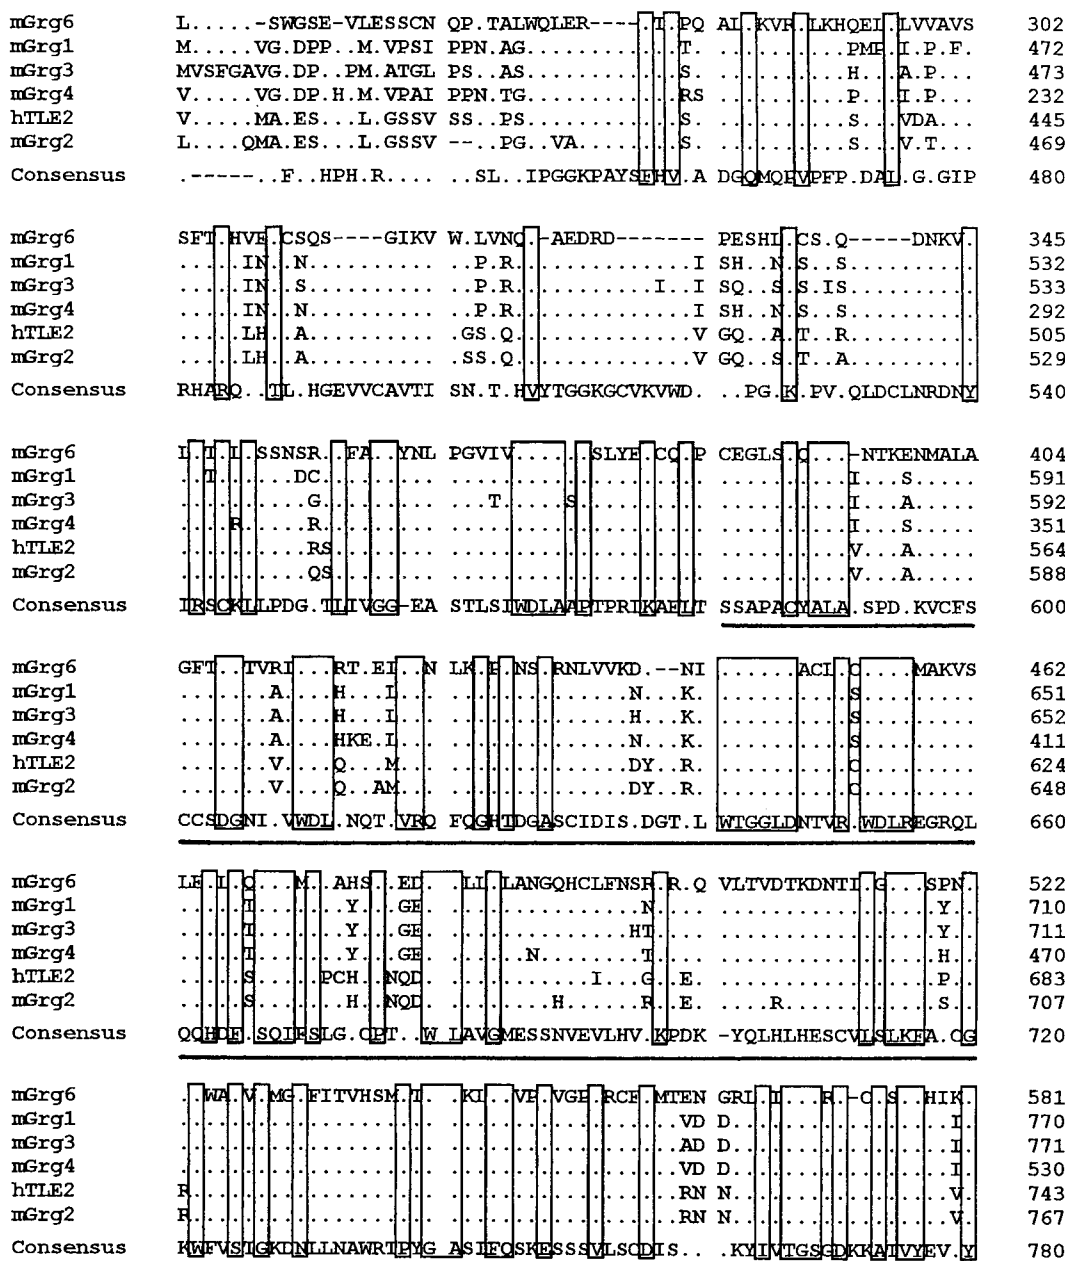 mGrg6 L.....-SWGSE-VLESSCNQP.TALWQLER----.I.PQAL.KVR.LKHQEL.LVVAVS 302
mGrg1 M.....VG.DPP..M.VPSI PPN.AG............T. ..........PMP.I.P.F. 472
mGrg3 MVSFGAVG.DP..PM.ATGL PS..AS............S. ..........H...A.P... 473
mGrg4 V.....VG.DP.H.M.VPAI PPN.TG............RS ..........P...I.P... 232
hTLE2 V.....MA.ES...L.GSSV SS..PS............S. ..........S...VDA... 445
mGrg2 L....QMA.ES...L.GSSV --..PG..VA........S. ..........S...V.T... 469
Consensus .-----..F..HPH.R.... ..SL..IPGGKPAYSFHV.A DGQMQPVPFP.DAL.G.GIP 480
mGrg6 SFT.HVE.CSQS----GIKV W.LVNQ.-AEDRD------- PESHL.CS.Q-----DNKV. 345
mGrg1 .....IN..N.......... ..P.R..............I SH..N.S..S.......... 532
mGrg3 .....IN..S.......... ..P.R...........I..I SQ..S.S.IS.......... 533
mGrg4 .....IN..N.......... ..P.R..............I SH..N.S..S.......... 292
hTLE2 .....LH..A.......... .GS.Q..............V GQ..A.T..R.......... 505
mGrg2 .....LH..A.......... .SS.Q..............V GQ..S.T..A.......... 529
Consensus RHARQ..TL.HGEVVCAVTI SN.T.HVYTGGKGCVKVWD. .PG.K.PV.QLDCLNRDNY 540
mGrg6 L.T.L.SSNSR.FA..YNL PGVIV.....SLYE.CQ.P CEGLS.Q...-NTKENMALA 404
mGrg1 ..T......DC......... .................... ..........I...S..... 591
mGrg3 ..........G......... ...T.....S.......... ..........I...A..... 592
mGrg4 ....R.....R......... .................... ..........I...S..... 351
hTLE2 ..........RS........ .................... ..........V...A..... 564
mGrg2 ..........QS........ .................... ..........V...A..... 588
Consensus IRSCKLLPDG.TLIVGG-EA STLSIWDLAAPTPRIKAELT SSAPACYALA.SPD.KVCFS 600
mGrg6 GFT..TVRI...RT.EI..N LK.P.NS.RNLVVKD.--NI ......ACL.C....MAKVS 462
mGrg1 .......A....H...L... .............N...K. ..........S......... 651
mGrg3 .......A....H...L... .............H...K. ..........S......... 652
mGrg4 .......A....HKE.L... .............N...K. ..........S......... 411
hTLE2 .......V....Q...M... .............DY..R. ..........C......... 624
mGrg2 .......V....Q..AM... .............DY..R. ..........C......... 648
Consensus CCSDGNI.VWDL.NQT.VRQ FQGHTDGASCIDIS.DGT.L WTGGLDNTVR.WDLREGRQL 660
mGrg6 LF.L.Q...M..AHS..ED. .LL.LANGQHCLFNSR.R.Q VLTVDTKDNTI.G...SPN. 522
mGrg1 .....T.......Y...GE. ...............N.... .................Y.. 710
mGrg3 .....T.......Y...GE. ..............HT.... .................Y.. 711
mGrg4 .....T.......Y...GE. ......N........T.... .................H.. 470
hTLE2 .....S.....PCH..NQD. ...........I...G..E. .................P.. 683
mGrg2 .....S.......H..NQD. ........H......R..E. ....R............S.. 707
Consensus QQHDF.SQIFSLG.CPT..W.LAVGMESSNVEVLHV.KPDK -YQLHLHESCVLSLKFA.CG 720
mGrg6 ..WA.V.MG.FITVHSM.I. ..KI..VP.VGP.RCF.MTEN GRL.I...R.-C.S..HIK. 581
mGrg1 .................... .................VD D.................I. 770
mGrg3 .................... .................AD D.................I. 771
mGrg4 .................... .................VD D.................I. 530
hTLE2 R................... .................RN N.................V. 743
mGrg2 R................... .................RN N.................V. 767
Consensus KWFVSTGKDNLLNAWRTPYG.ASIFQSKESSSVLSCDIS.. .KYIVTGSGDKKATVYEV.Y 780